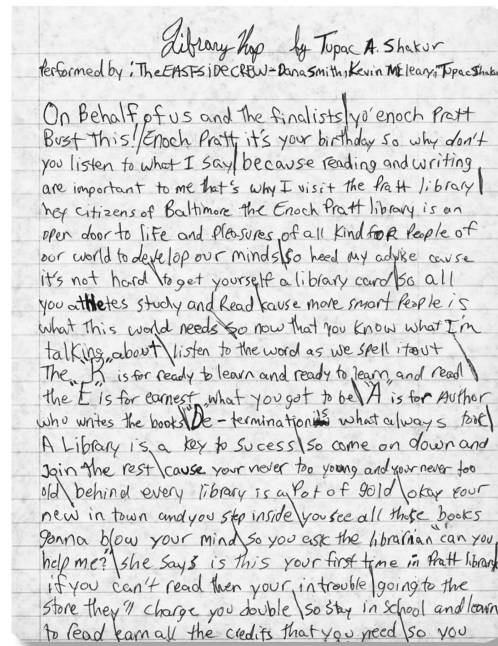 Library Rap by Tupac A. Shakur
Performed by: The EASTSIDE CREW - Dana Smith, Kevin McLeary, Tupac Shakur
On Behalf of us and the finalists/yo' enoch Pratt
Bust this!/Enoch Pratt it's your birthday so why don't
you listen to what I say/because reading and writing
are important to me that's why I visit the Pratt library/
hey citizens of Baltimore the Enoch Pratt library is an
open door to life and Pleasures of all kind FOR People of
our world to develop our minds/so heed my advise cause
it's not hard\to get yourself a library card/so all
you athletes study and Read\cause more smart People is
what This world needs\so now that you know what I'm
talking about/listen to the word as we spell it out\
The "R" is for ready to learn and ready to learn and read
the "E" is for earnest what you got to be\"A" is for Author
who writes the books\"D"e-termination is what always took/
A Library is a key to Sucess\so come on down and
Join the rest\cause your never too young and your never too
old\behind every library is a Pot of gold\okay your
new in town and you step inside\you see all these books
gonna blow your mind\so you ask the librarian "can you
help me?"\she says is this your first time in Pratt library
if you can't read then your in trouble\going to the
store they'll charge you double\so stay in school and learn
to read\earn all the credits that you need\so you